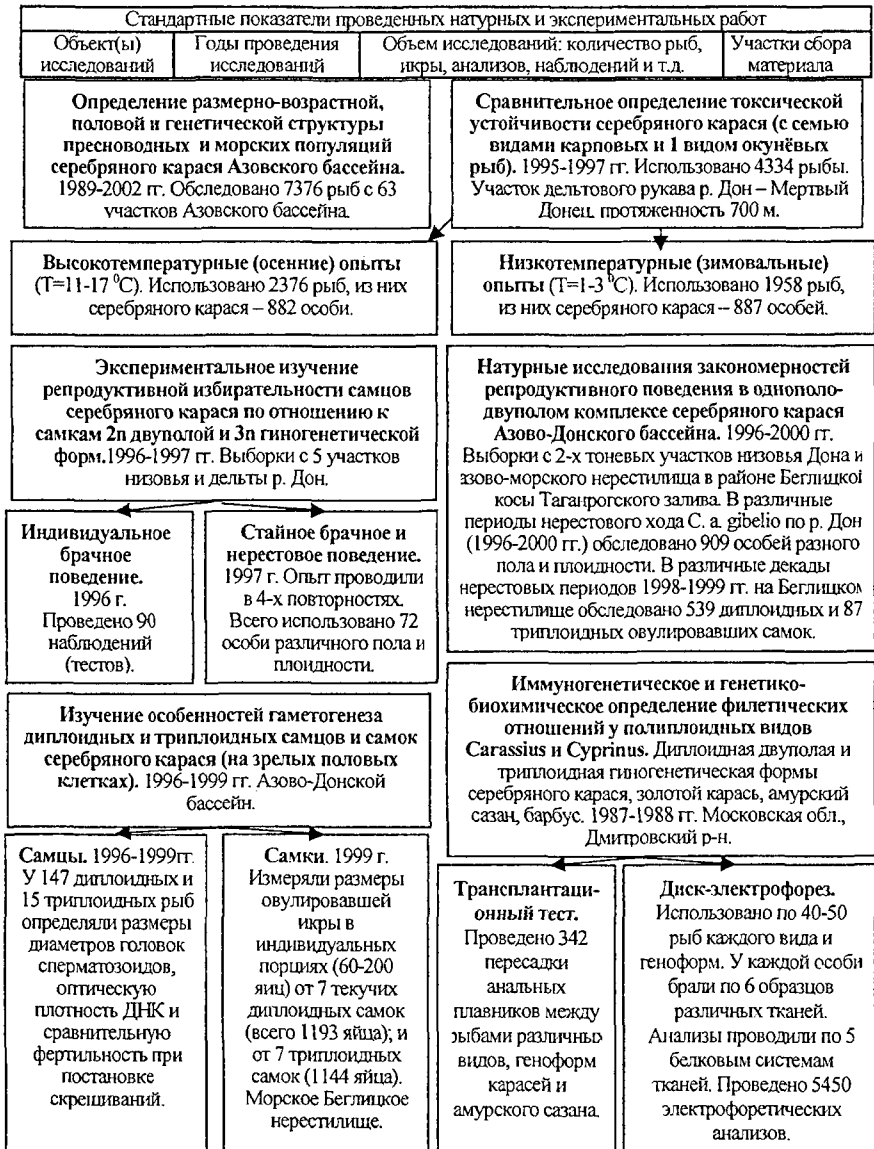 Стандартные показатели проведенных натурных и экспериментальных работ
Объект(ы)
исследований
Годы проведения
исследований
Объем исследований: количество рыб,
икры, анализов, наблюдений и т.д.
Участки сбора
материала
Определение размерно-возрастной,
половой и генетической структуры
пресноводных и морских популяций
серебряного карася Азовского бассейна.
1989-2002 гг. Обследовано 7376 рыб с 63
участков Азовского бассейна.
Сравнительное определение токсической
устойчивости серебряного карася (с семью
видами карповых и 1 видом окунёвых
рыб). 1995-1997 гг. Использовано 4334 рыбы.
Участок дельтового рукава р. Дон – Мертвый
Донец, протяженность 700 м.
Высокотемпературные (осенние) опыты
(Т=11-17 ⁰С). Использовано 2376 рыб, из них
серебряного карася – 882 особи.
Низкотемпературные (зимовальные)
опыты (Т=1-3 ⁰С). Использовано 1958 рыб,
из них серебряного карася – 887 особей.
Экспериментальное изучение
репродуктивной избирательности самцов
серебряного карася по отношению к
самкам 2n двуполой и 3n гиногенетической
форм.1996-1997 гг. Выборки с 5 участков
низовья и дельты р. Дон.
Натурные исследования закономерностей
репродуктивного поведения в однополо-
двуполом комплексе серебряного карася
Азово-Донского бассейна. 1996-2000 гг.
Выборки с 2-х тоневых участков низовья Дона и
азово-морского нерестилища в районе Беглицкой
косы Таганрогского залива. В различные
периоды нерестового хода C. a. gibelio по р. Дон
(1996-2000 гг.) обследовано 909 особей разного
пола и плоидности. В различные декады
нерестовых периодов 1998-1999 гг. на Беглицком
нерестилище обследовано 539 диплоидных и 87
триплоидных овулировавших самок.
Индивидуальное
брачное
поведение.
1996 г.
Проведено 90
наблюдений
(тестов).
Стайное брачное и
нерестовое поведение.
1997 г. Опыт проводили
в 4-х повторностях.
Всего использовано 72
особи различного пола и
плоидности.
Изучение особенностей гаметогенеза
диплоидных и триплоидных самцов и самок
серебряного карася (на зрелых половых
клетках). 1996-1999 гг. Азово-Донской
бассейн.
Иммуногенетическое и генетико-
биохимическое определение филетических
отношений у полиплоидных видов
Carassius и Cyprinus. Диплоидная двуполая и
триплоидная гиногенетическая формы
серебряного карася, золотой карась, амурский
сазан, барбус. 1987-1988 гг. Московская обл.,
Дмитровский р-н.
Самцы. 1996-1999гг.
У 147 диплоидных и
15 триплоидных рыб
определяли размеры
диаметров головок
сперматозоидов,
оптическую
плотность ДНК и
сравнительную
фертильность при
постановке
скрещиваний.
Самки. 1999 г.
Измеряли размеры
овулировавшей
икры в
индивидуальных
порциях (60-200
яиц) от 7 текучих
диплоидных самок
(всего 1193 яйца); и
от 7 триплоидных
самок (1144 яйца).
Морское Беглицкое
нерестилище.
Трансплантаци-
онный тест.
Проведено 342
пересадки
анальных
плавников между
рыбами различных
видов, геноформ
карасей и
амурского сазана.
Диск-электрофорез.
Использовано по 40-50
рыб каждого вида и
геноформ. У каждой особи
брали по 6 образцов
различных тканей.
Анализы проводили по 5
белковым системам
тканей. Проведено 5450
электрофоретических
анализов.